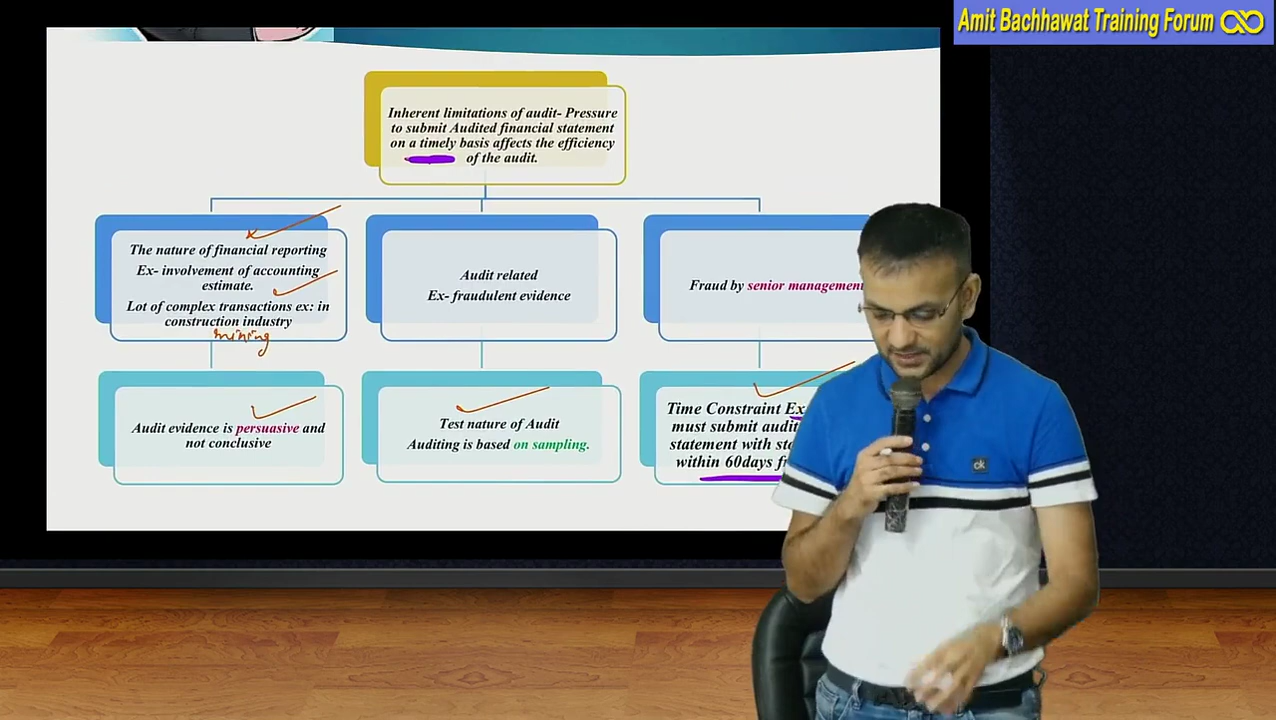 Amit Bachhawat Training Forum
Inherent limitations of audit- Pressure
to submit Audited financial statement
on a timely basis affects the efficiency
of the audit.
The nature of financial reporting
Ex- involvement of accounting
estimate.
Lot of complex transactions ex: in
construction industry
mining
Audit related
Ex- fraudulent evidence
Fraud by senior management
Audit evidence is persuasive and
not conclusive
Test nature of Audit
Auditing is based on sampling.
Time Constraint Ex
must submit
statement with
within 60days